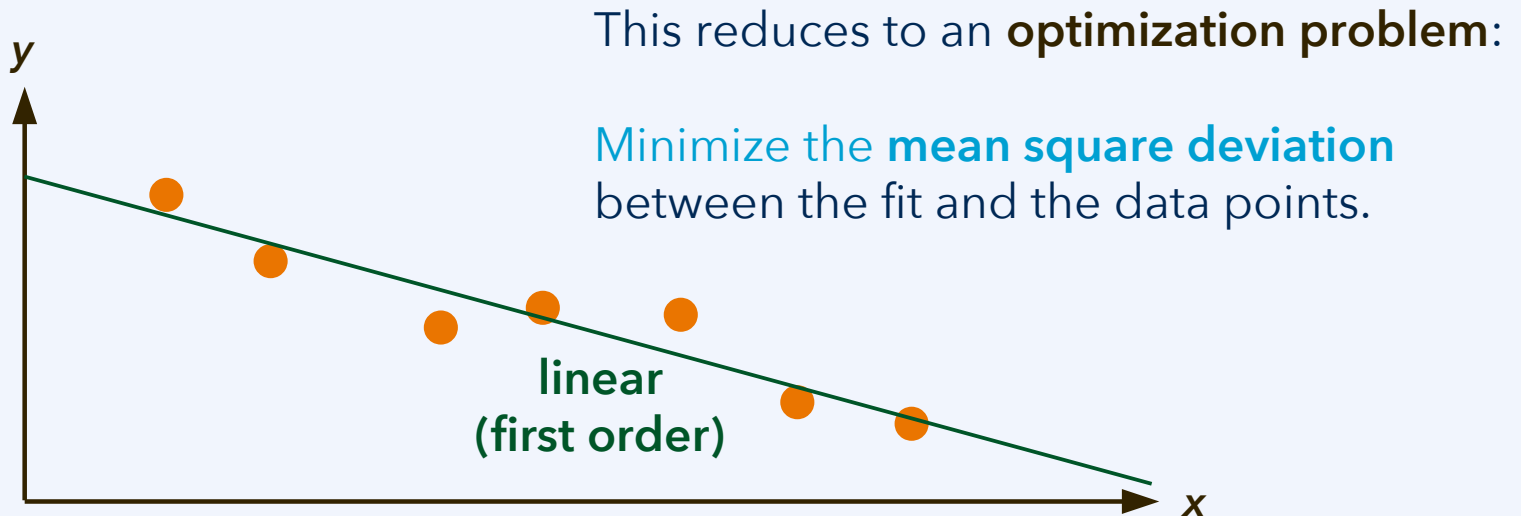 This reduces to an optimization problem:
y
Minimize the mean square deviation
between the fit and the data points.
linear
(first order)
x